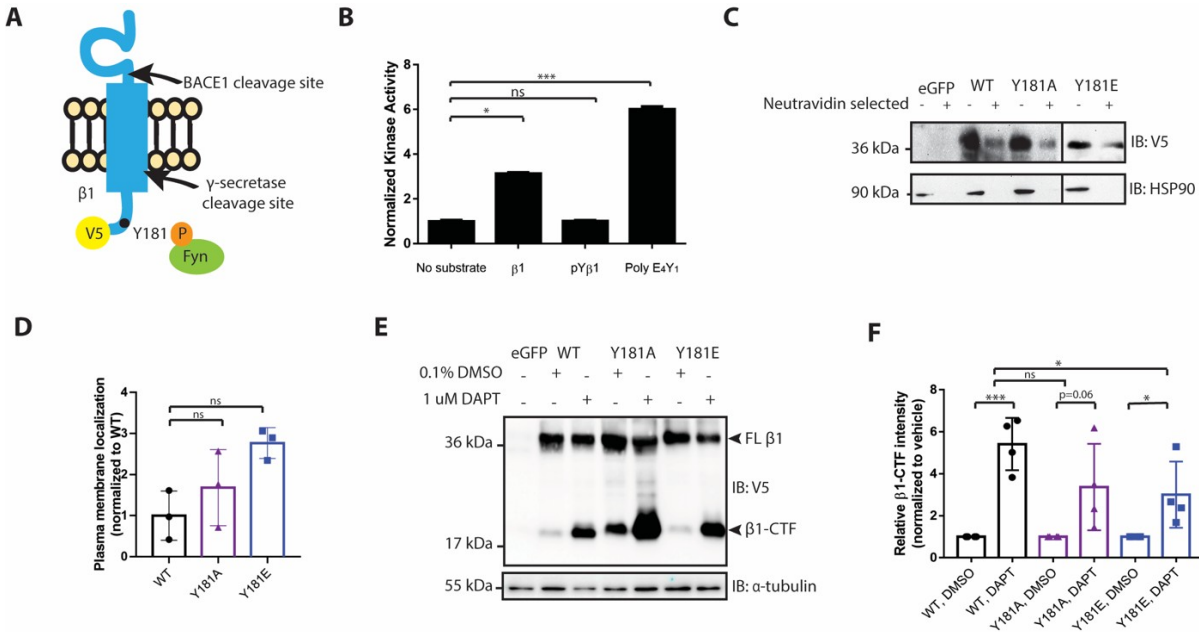 A
BACE1 cleavage site
β1
γ-secretase
cleavage site
V5
Y181
P
Fyn
B
Normalized Kinase Activity
8
6
4
2
0
***
ns
*
No substrate
β1
pYβ1
Poly E₄Y₁
C
eGFP WT Y181A Y181E
Neutravidin selected
- + - + - + - +
36 kDa
IB: V5
90 kDa
IB: HSP90
D
Plasma membrane localization
(normalized to WT)
4
3
2
1
0
ns
ns
WT
Y181A
Y181E
E
eGFP WT Y181A Y181E
0.1% DMSO - + - + - + -
1 uM DAPT - - + - + - +
36 kDa
FL β1
IB: V5
β1-CTF
17 kDa
55 kDa
IB: α-tubulin
F
Relative β1-CTF intensity
(normalized to vehicle)
8
6
4
2
0
*
ns
***
p=0.06
*
WT, DMSO
WT, DAPT
Y181A, DMSO
Y181A, DAPT
Y181E, DMSO
Y181E, DAPT